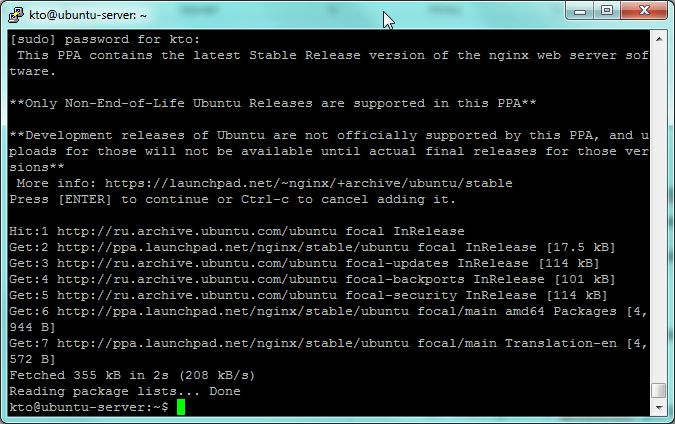 kto@ubuntu-server: ~
[sudo] password for kto:
 This PPA contains the latest Stable Release version of the nginx web server sof
tware.
**Only Non-End-of-Life Ubuntu Releases are supported in this PPA**
**Development releases of Ubuntu are not officially supported by this PPA, and u
ploads for those will not be available until actual final releases for those ver
sions**
 More info: https://launchpad.net/~nginx/+archive/ubuntu/stable
Press [ENTER] to continue or Ctrl-c to cancel adding it.
Hit:1 http://ru.archive.ubuntu.com/ubuntu focal InRelease
Get:2 http://ppa.launchpad.net/nginx/stable/ubuntu focal InRelease [17.5 kB]
Get:3 http://ru.archive.ubuntu.com/ubuntu focal-updates InRelease [114 kB]
Get:4 http://ru.archive.ubuntu.com/ubuntu focal-backports InRelease [101 kB]
Get:5 http://ru.archive.ubuntu.com/ubuntu focal-security InRelease [114 kB]
Get:6 http://ppa.launchpad.net/nginx/stable/ubuntu focal/main amd64 Packages [4,
944 B]
Get:7 http://ppa.launchpad.net/nginx/stable/ubuntu focal/main Translation-en [4,
572 B]
Fetched 355 kB in 2s (208 kB/s)
Reading package lists... Done
kto@ubuntu-server:~$